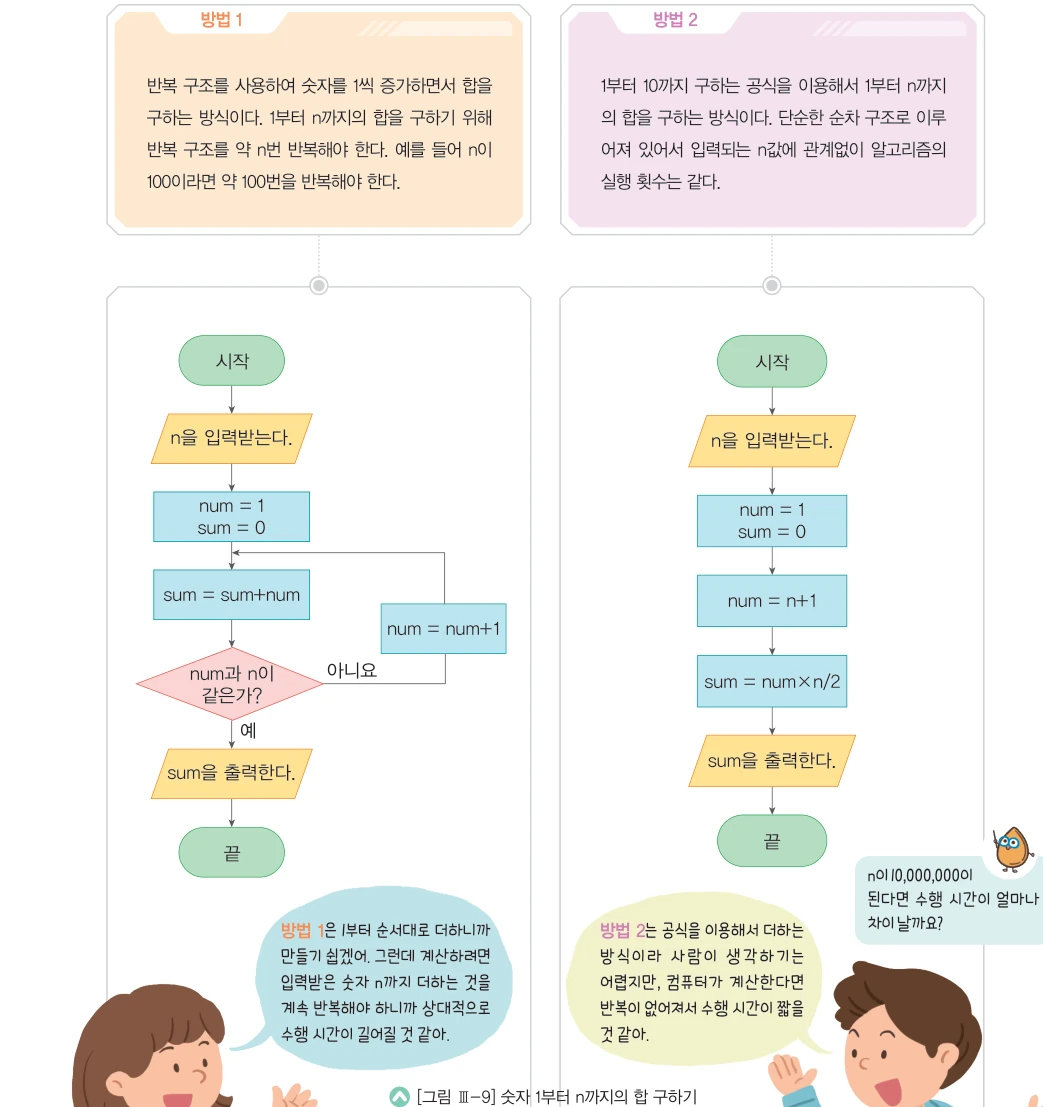 방법 1
반복 구조를 사용하여 숫자를 1씩 증가하면서 합을
구하는 방식이다. 1부터 n까지의 합을 구하기 위해
반복 구조를 약 n번 반복해야 한다. 예를 들어 n이
100이라면 약 100번을 반복해야 한다.
방법 2
1부터 10까지 구하는 공식을 이용해서 1부터 n까지
의 합을 구하는 방식이다. 단순한 순차 구조로 이루
어져 있어서 입력되는 n값에 관계없이 알고리즘의
실행 횟수는 같다.
시작
n을 입력받는다.
num = 1
sum = 0
sum = sum+num
num = num+1
num과 n이
같은가?
아니요
예
sum을 출력한다.
끝
시작
n을 입력받는다.
num = 1
sum = 0
num = n+1
sum = num×n/2
sum을 출력한다.
끝
n이 10,000,000이
된다면 수행 시간이 얼마나
차이 날까요?
방법 1은 1부터 순서대로 더하니까
만들기 쉽겠어. 그런데 계산하려면
입력받은 숫자 n까지 더하는 것을
계속 반복해야 하니까 상대적으로
수행 시간이 길어질 것 같아.
방법 2는 공식을 이용해서 더하는
방식이라 사람이 생각하기는
어렵지만, 컴퓨터가 계산한다면
반복이 없어져서 수행 시간이 짧을
것 같아.
[그림 Ⅲ-9] 숫자 1부터 n까지의 합 구하기